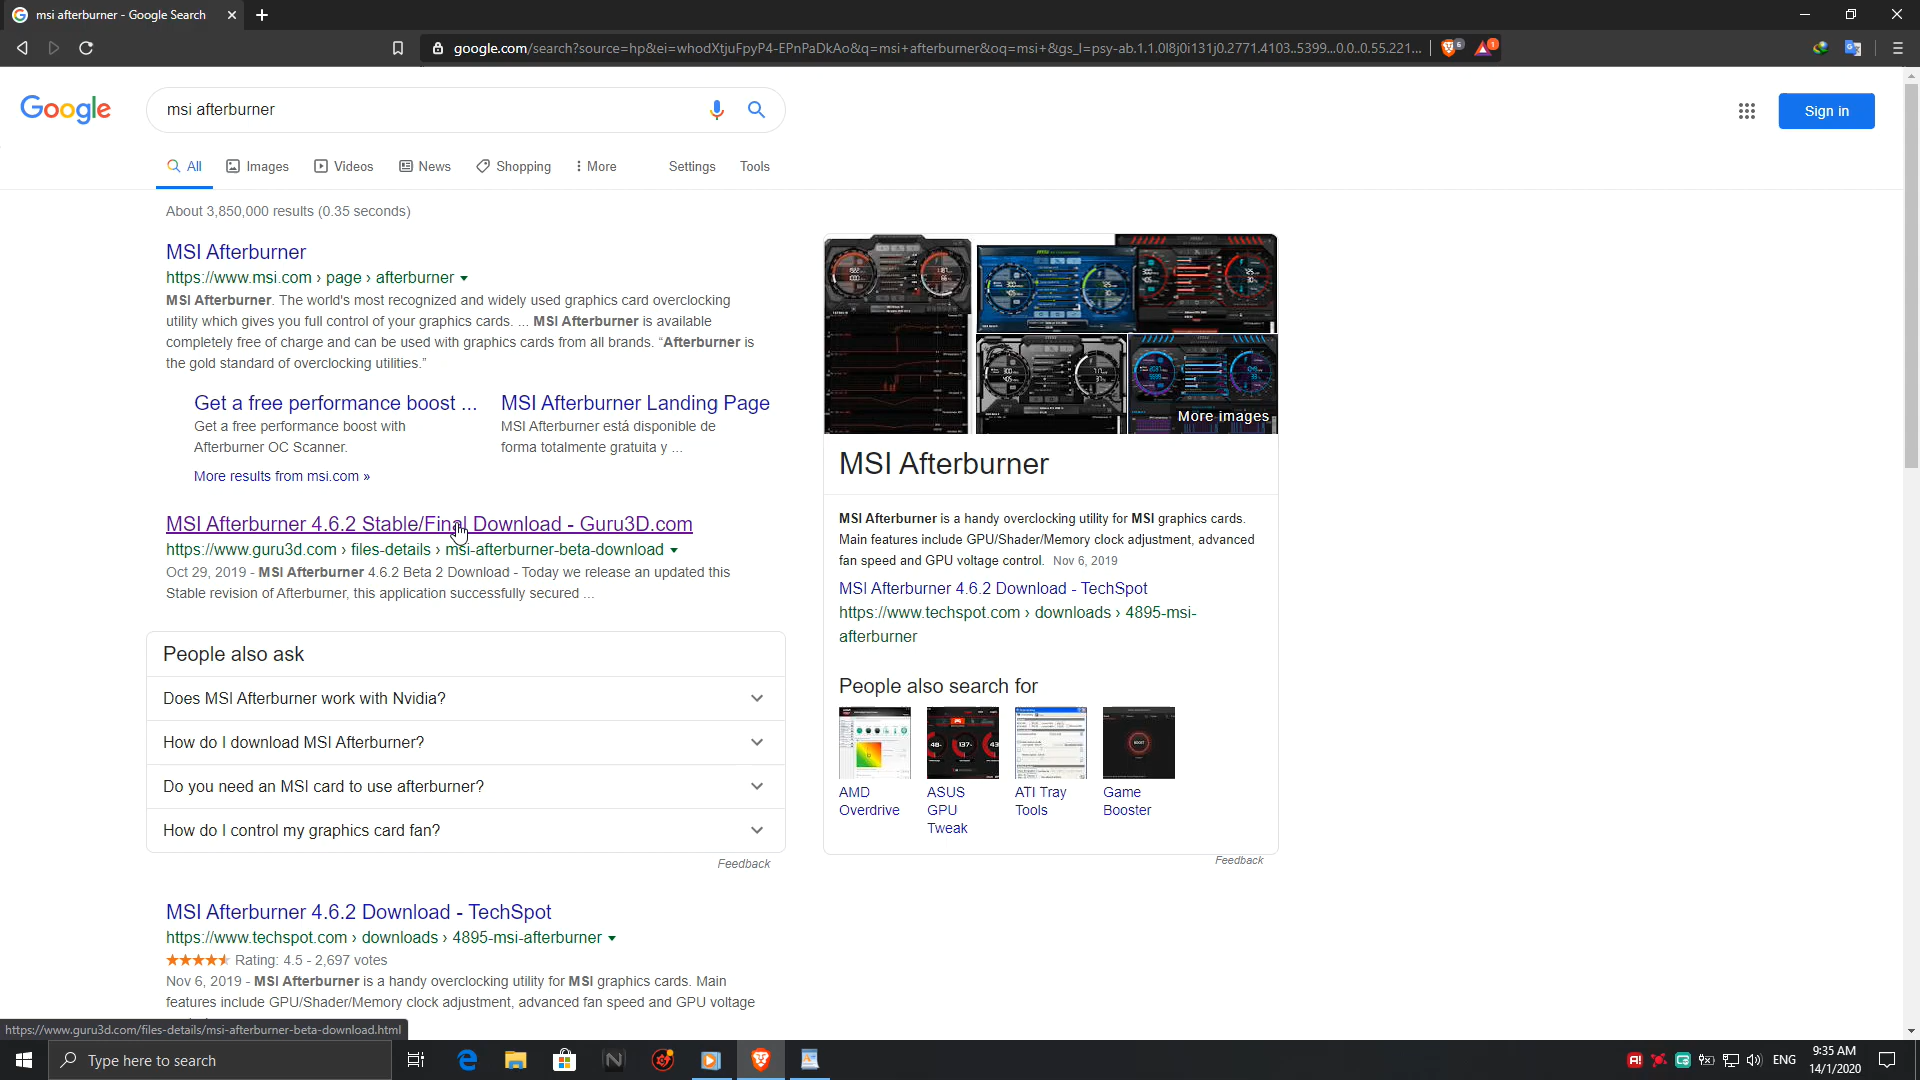 msi afterburner - Google Search
google.com/search?source=hp&ei=whodXtjuFpyP4-EPnPaDkAo&q=msi+afterburner&oq=msi+&gs_l=psy-ab.1.1.0l8j0i131j0.2771.4103..5399...0.0..0.55.221...
6
1
Google
msi afterburner
Sign in
All
Images
Videos
News
Shopping
More
Settings
Tools
About 3,850,000 results (0.35 seconds)
MSI Afterburner
https://www.msi.com › page › afterburner
MSI Afterburner. The world's most recognized and widely used graphics card overclocking
utility which gives you full control of your graphics cards. ... MSI Afterburner is available
completely free of charge and can be used with graphics cards from all brands. “Afterburner is
the gold standard of overclocking utilities.”
Get a free performance boost ...
Get a free performance boost with
Afterburner OC Scanner.
MSI Afterburner Landing Page
MSI Afterburner está disponible de
forma totalmente gratuita y ...
More results from msi.com »
MSI Afterburner 4.6.2 Stable/Final Download - Guru3D.com
https://www.guru3d.com › files-details › msi-afterburner-beta-download
Oct 29, 2019 - MSI Afterburner 4.6.2 Beta 2 Download - Today we release an updated this
Stable revision of Afterburner, this application successfully secured ...
People also ask
Does MSI Afterburner work with Nvidia?
How do I download MSI Afterburner?
Do you need an MSI card to use afterburner?
How do I control my graphics card fan?
Feedback
MSI Afterburner 4.6.2 Download - TechSpot
https://www.techspot.com › downloads › 4895-msi-afterburner
Rating: 4.5 - 2,697 votes
Nov 6, 2019 - MSI Afterburner is a handy overclocking utility for MSI graphics cards. Main
features include GPU/Shader/Memory clock adjustment, advanced fan speed and GPU voltage
More images
MSI Afterburner
MSI Afterburner is a handy overclocking utility for MSI graphics cards.
Main features include GPU/Shader/Memory clock adjustment, advanced
fan speed and GPU voltage control. Nov 6, 2019
MSI Afterburner 4.6.2 Download - TechSpot
https://www.techspot.com › downloads › 4895-msi-
afterburner
People also search for
AMD
Overdrive
ASUS
GPU
Tweak
ATI Tray
Tools
Game
Booster
Feedback
https://www.guru3d.com/files-details/msi-afterburner-beta-download.html
Type here to search
ENG
9:35 AM
14/1/2020